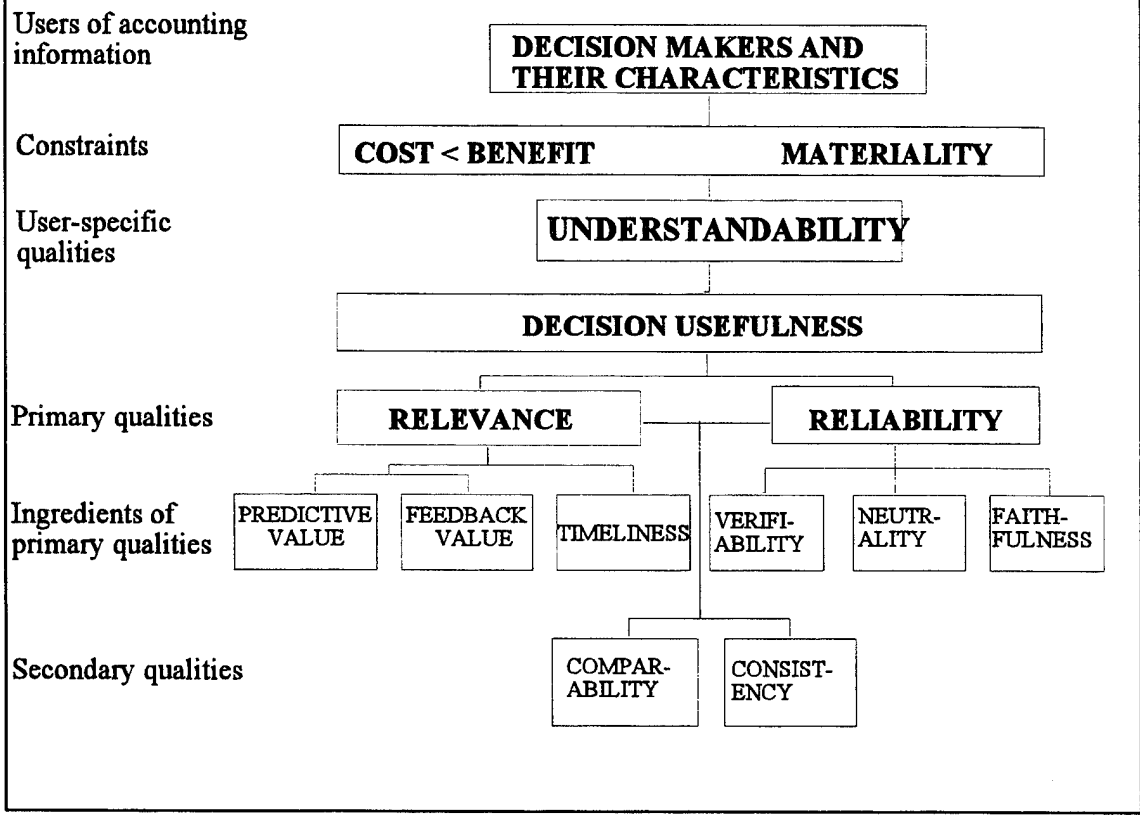 Users of accounting
information
DECISION MAKERS AND
THEIR CHARACTERISTICS
Constraints
COST < BENEFIT MATERIALITY
User-specific
qualities
UNDERSTANDABILITY
DECISION USEFULNESS
Primary qualities
RELEVANCE
RELIABILITY
Ingredients of
primary qualities
PREDICTIVE
VALUE
FEEDBACK
VALUE
TIMELINESS
VERIFI-
ABILITY
NEUTR-
ALITY
FAITH-
FULNESS
Secondary qualities
COMPAR-
ABILITY
CONSIST-
ENCY